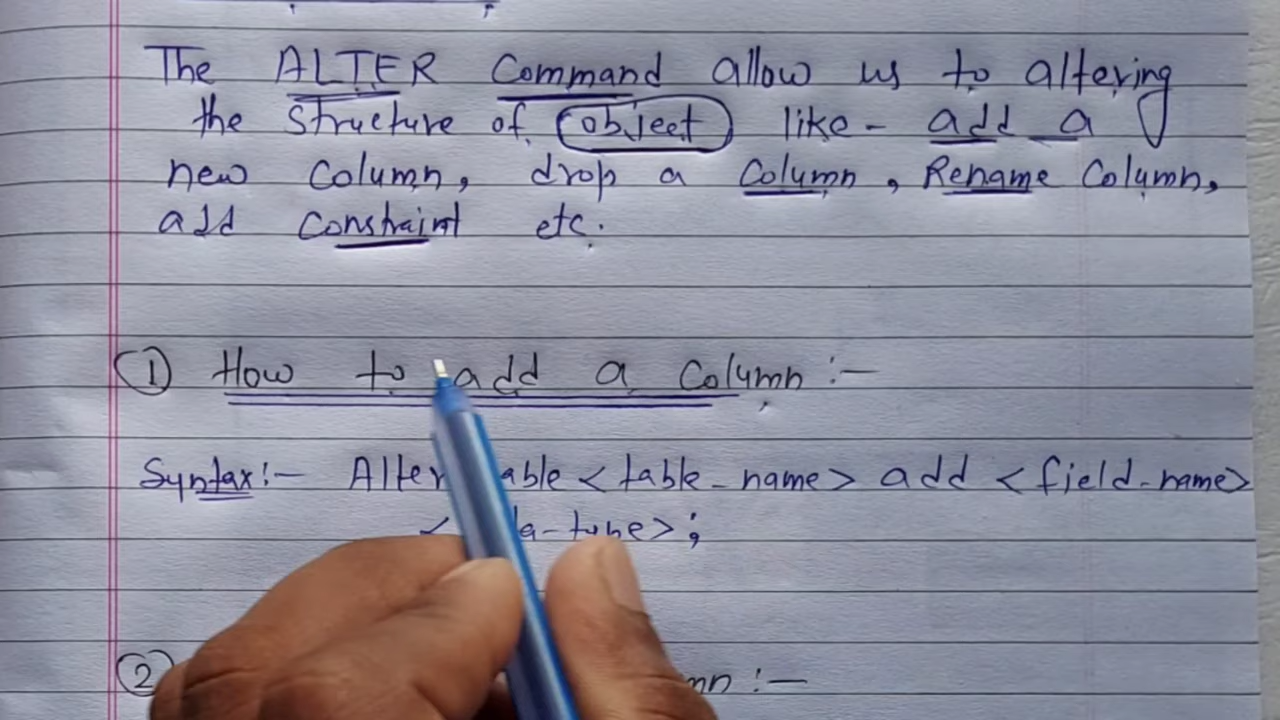 The ALTER Command allow us to altering
the structure of object like - add a
new Column, drop a Column, Rename Column,
add Constraint etc.
① How to add a Column :-
Syntax :- Alter table <table_name> add <field_name>
< -type>;
②